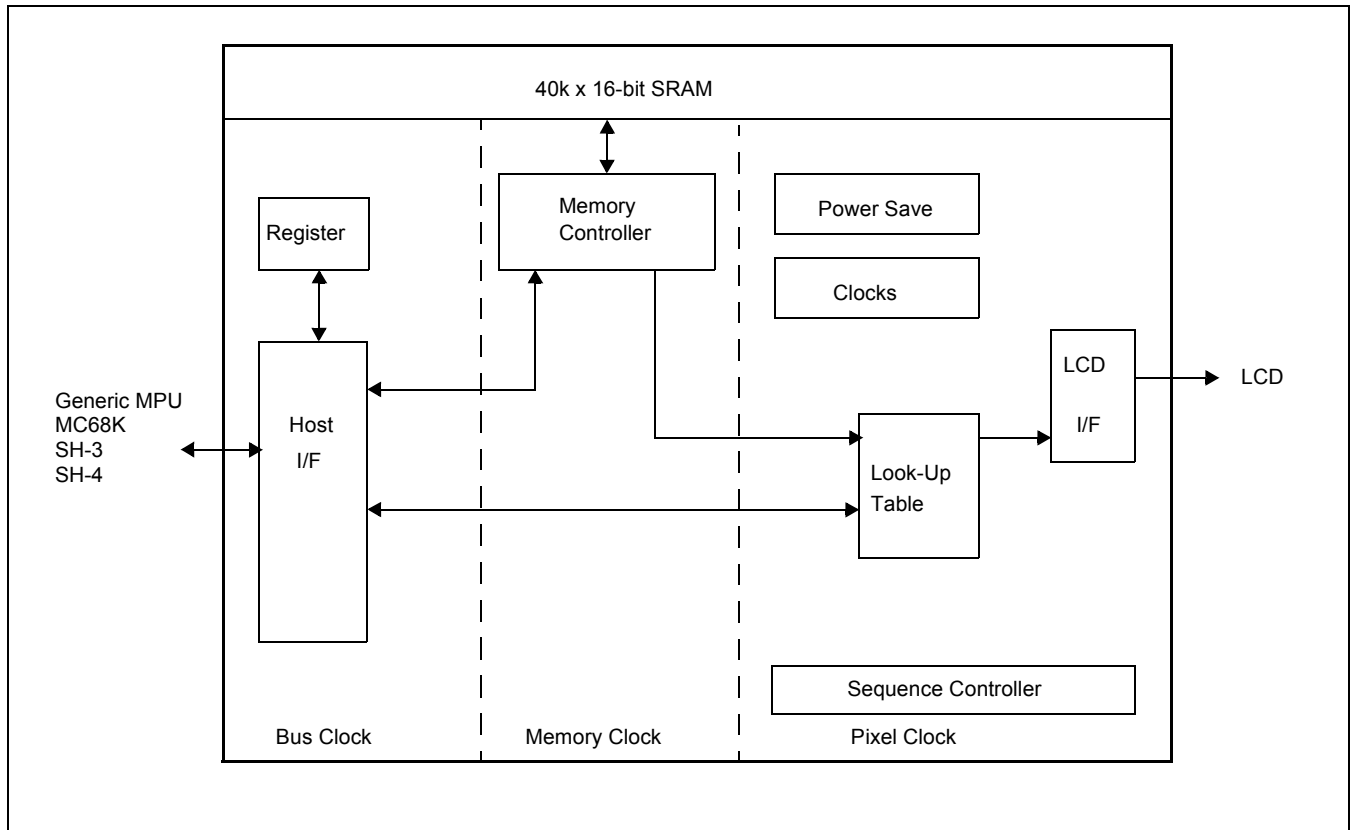 40k x 16-bit SRAM
Register
Memory
Controller
Power Save
Clocks
Generic MPU
MC68K
SH-3
SH-4
Host
I/F
LCD
I/F
LCD
Look-Up
Table
Sequence Controller
Bus Clock
Memory Clock
Pixel Clock